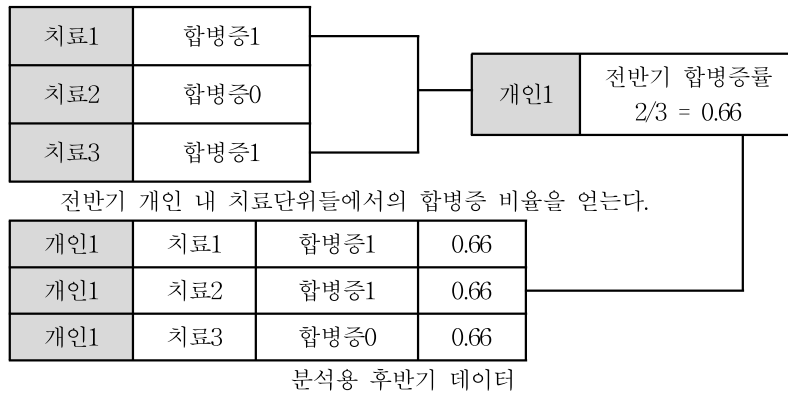 치료1 합병증1
치료2 합병증0
치료3 합병증1
개인1 전반기 합병증률
2/3 = 0.66
전반기 개인 내 치료단위들에서의 합병증 비율을 얻는다.
개인1 치료1 합병증1 0.66
개인1 치료2 합병증1 0.66
개인1 치료3 합병증0 0.66
분석용 후반기 데이터